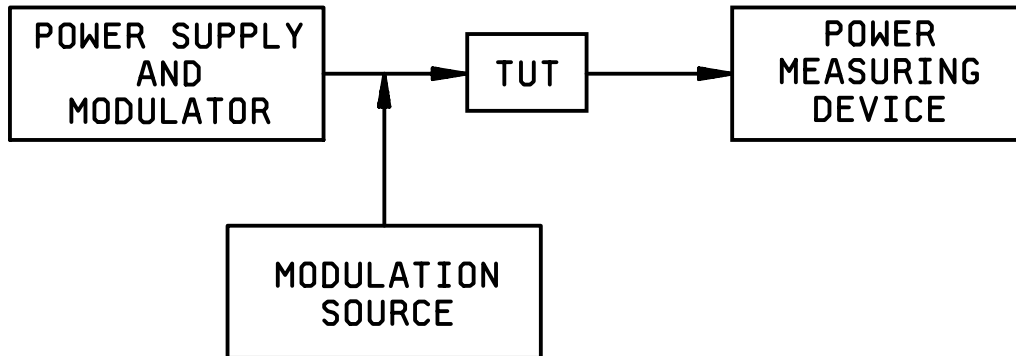 POWER SUPPLY
AND
MODULATOR
TUT
POWER
MEASURING
DEVICE
MODULATION
SOURCE